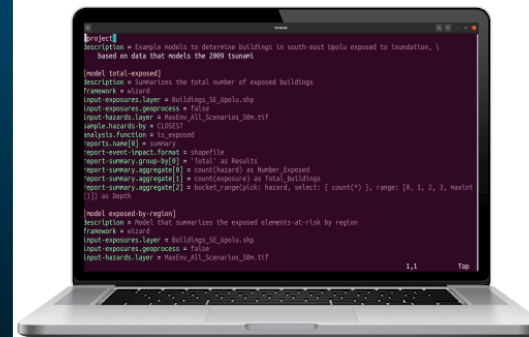 [project]
description = Example models to determine buildings in south-east Upolu exposed to inundation, \
based on data that models the 2009 tsunami
[model total-exposed]
description = Summarizes the total number of exposed buildings
framework = wizard
input-exposures.layer = Buildings_SE_Upolu.shp
input-exposures.geoprocess = false
input-hazards.layer = MaxEnv_All_Scenarios_50m.tif
sample.hazards-by = CLOSEST
analysis.function = is_exposed
reports.name[0] = summary
report-event-impact.format = shapefile
report-summary.group-by[0] = 'Total' as Results
report-summary.aggregate[0] = count(hazard) as Number_Exposed
report-summary.aggregate[1] = count(exposure) as Total_buildings
report-summary.aggregate[2] = bucket_range(pick: hazard, select: { count(*) }, range: [0, 1, 2, 3, maxint
()]) as Depth
[model exposed-by-region]
description = Model that summarizes the exposed elements-at-risk by region
framework = wizard
input-exposures.layer = Buildings_SE_Upolu.shp
input-exposures.geoprocess = false
input-hazards.layer = MaxEnv_All_Scenarios_50m.tif
1,1 Top